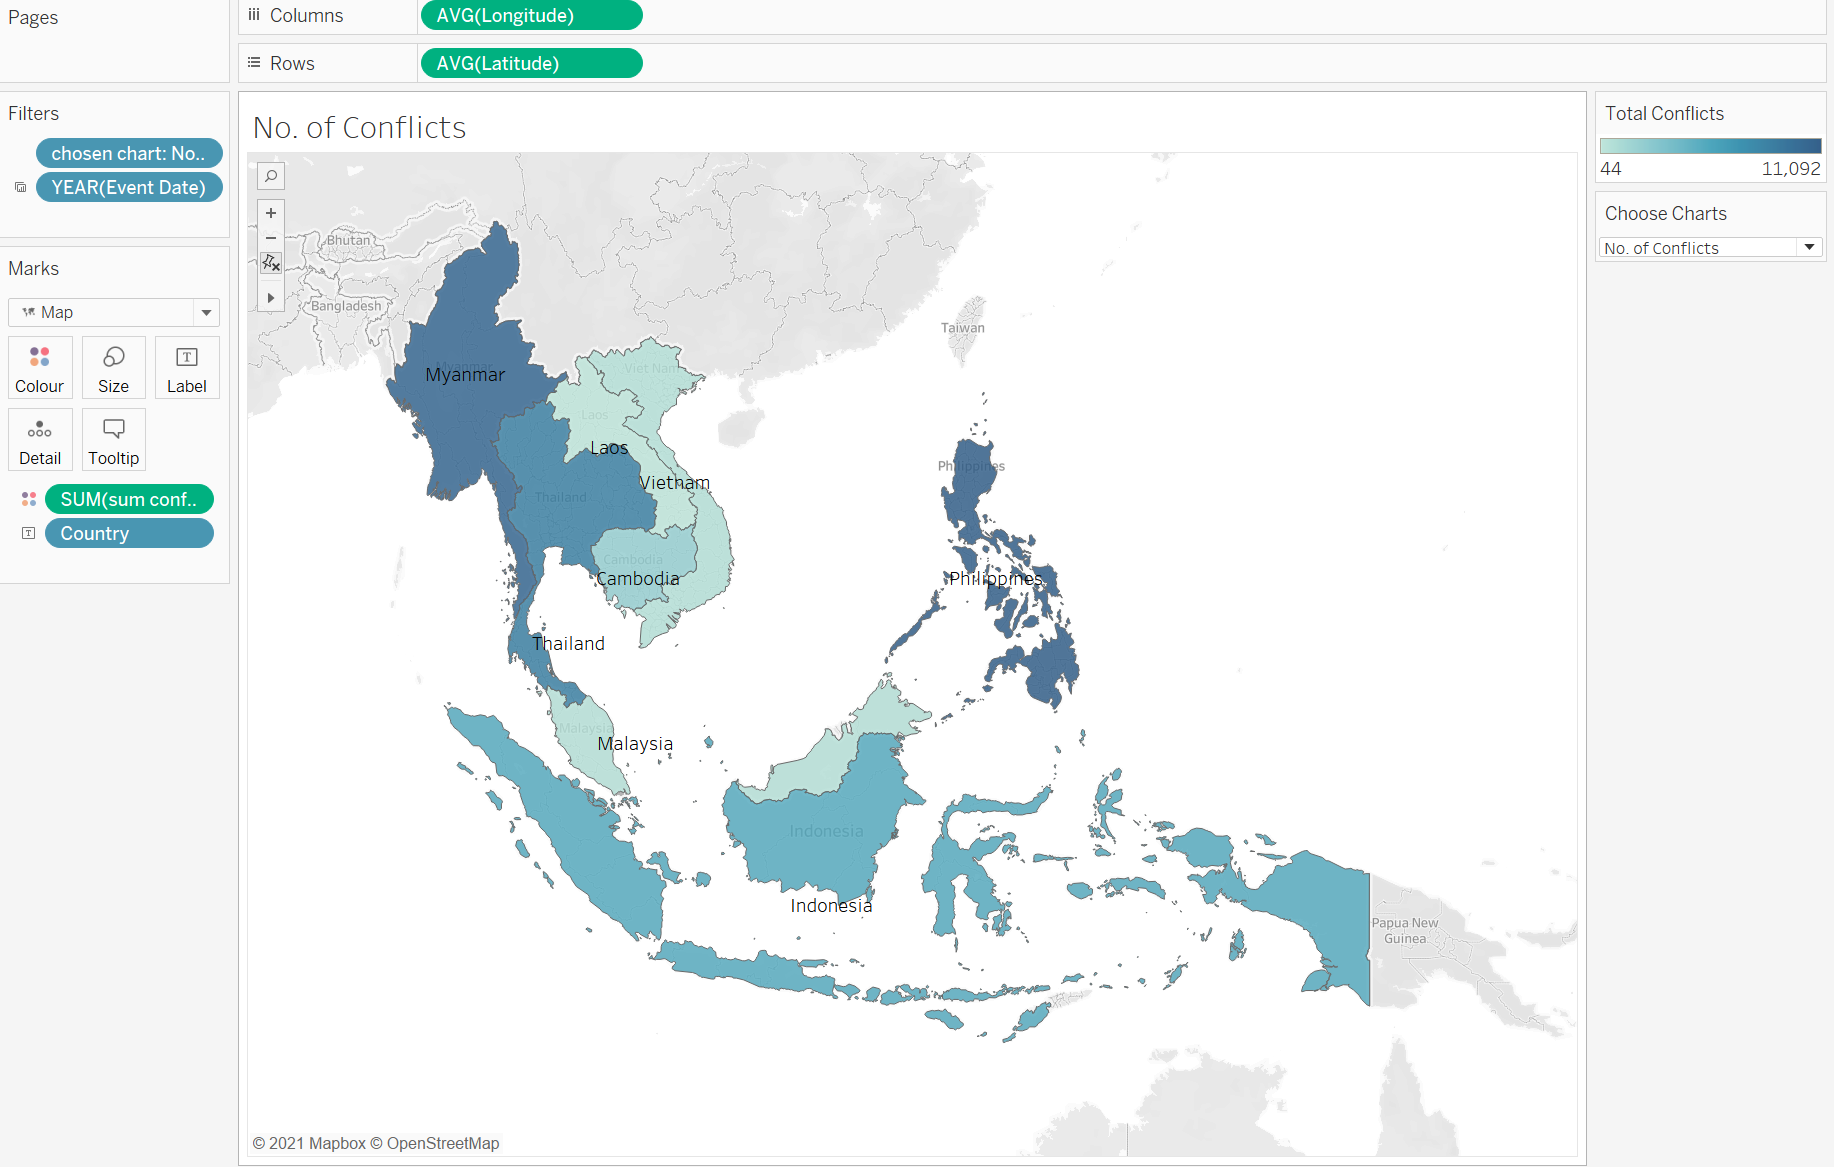 Pages
Columns
AVG(Longitude)
Rows
AVG(Latitude)
Filters
chosen chart: No..
YEAR(Event Date)
Marks
Map
Colour
Size
Label
Detail
Tooltip
SUM(sum conf..
Country
No. of Conflicts
Bhutan
Bangladesh
Taiwan
Myanmar
Myanmar
Viet Nam
Laos
Laos
Vietnam
Philippines
Thailand
Cambodia
Cambodia
Philippines
Thailand
Malaysia
Malaysia
Indonesia
Indonesia
Papua New
Guinea
© 2021 Mapbox © OpenStreetMap
Total Conflicts
44
11,092
Choose Charts
No. of Conflicts